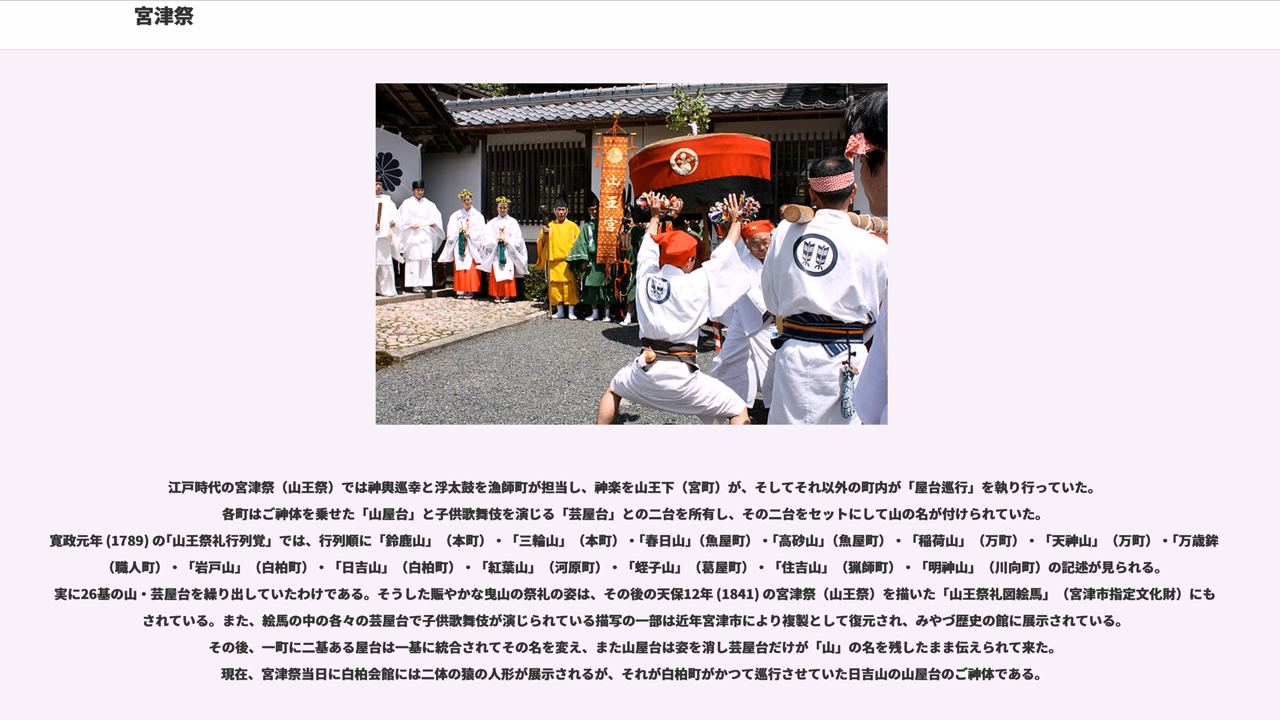 宮津祭
山王宮
江戸時代の宮津祭（山王祭）では神輿巡幸と浮太鼓を漁師町が担当し、神楽を山王下（宮町）が、そしてそれ以外の町内が「屋台巡行」を執り行っていた。
各町はご神体を乗せた「山屋台」と子供歌舞伎を演じる「芸屋台」との二台を所有し、その二台をセットにして山の名が付けられていた。
寛政元年 (1789) の「山王祭礼行列覚」では、行列順に「鈴鹿山」（本町）・「三輪山」（本町）・「春日山」（魚屋町）・「高砂山」（魚屋町）・「稲荷山」（万町）・「天神山」（万町）・「万歳鉾
（職人町）・「岩戸山」（白柏町）・「日吉山」（白柏町）・「紅葉山」（河原町）・「蛭子山」（葛屋町）・「住吉山」（猟師町）・「明神山」（川向町）の記述が見られる。
実に26基の山・芸屋台を繰り出していたわけである。そうした賑やかな曳山の祭礼の姿は、その後の天保12年 (1841) の宮津祭（山王祭）を描いた「山王祭礼図絵馬」（宮津市指定文化財）にも
されている。また、絵馬の中の各々の芸屋台で子供歌舞伎が演じられている描写の一部は近年宮津市により複製として復元され、みやづ歴史の館に展示されている。
その後、一町に二基ある屋台は一基に統合されてその名を変え、また山屋台は姿を消し芸屋台だけが「山」の名を残したまま伝えられて来た。
現在、宮津祭当日に白柏会館には二体の猿の人形が展示されるが、それが白柏町がかつて巡行させていた日吉山の山屋台のご神体である。